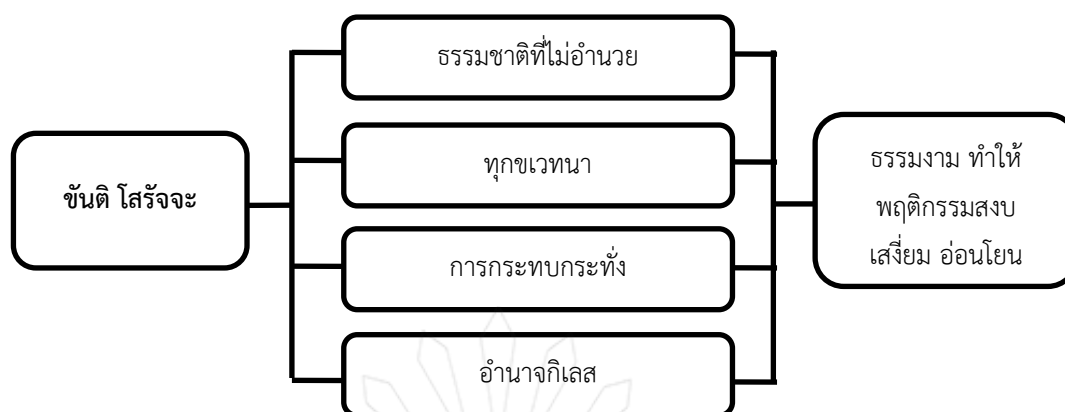 ขันติ โสรัจจะ
ธรรมชาติที่ไม่อำนวย
ทุกขเวทนา
การกระทบกระทั่ง
อำนาจกิเลส
ธรรมงาม ทำให้
พฤติกรรมสงบ
เสงี่ยม อ่อนโยน